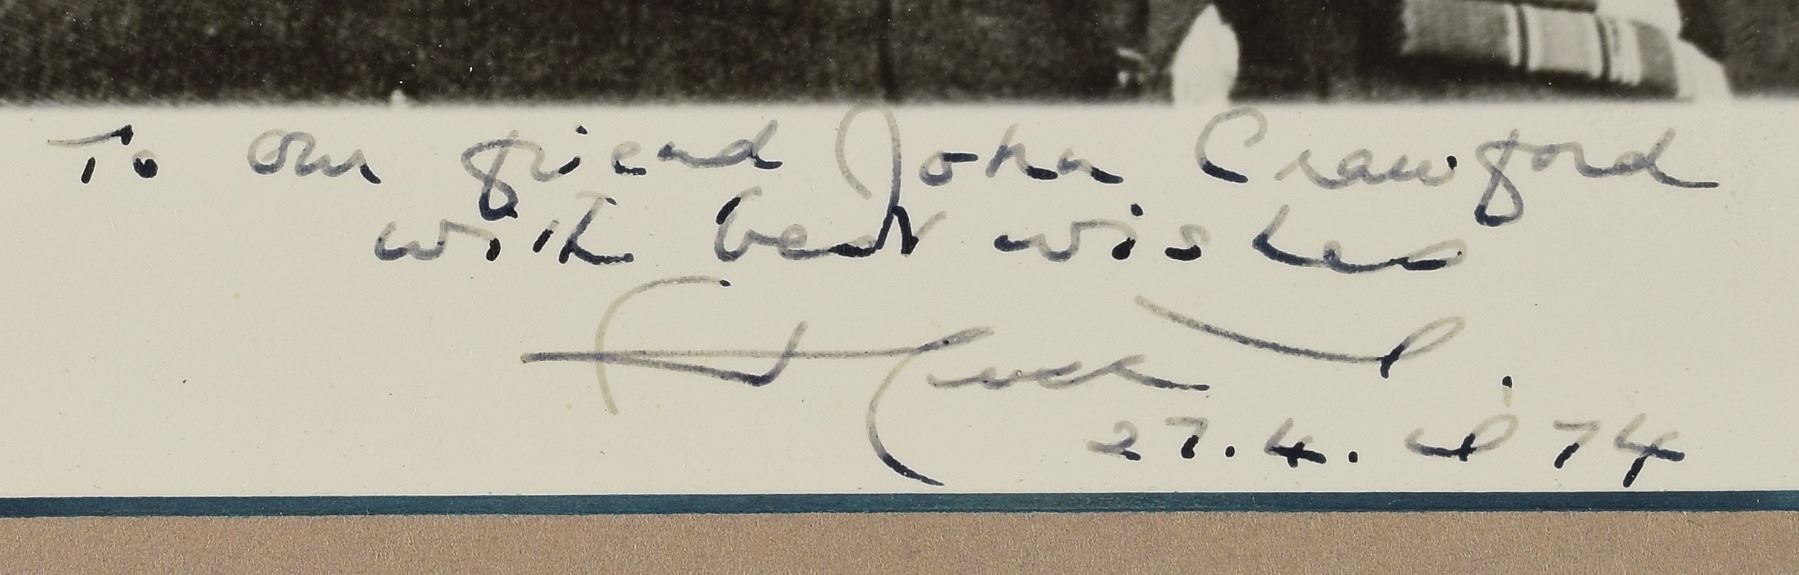 To our friend John Crawford
with best wishes
27.4.1974